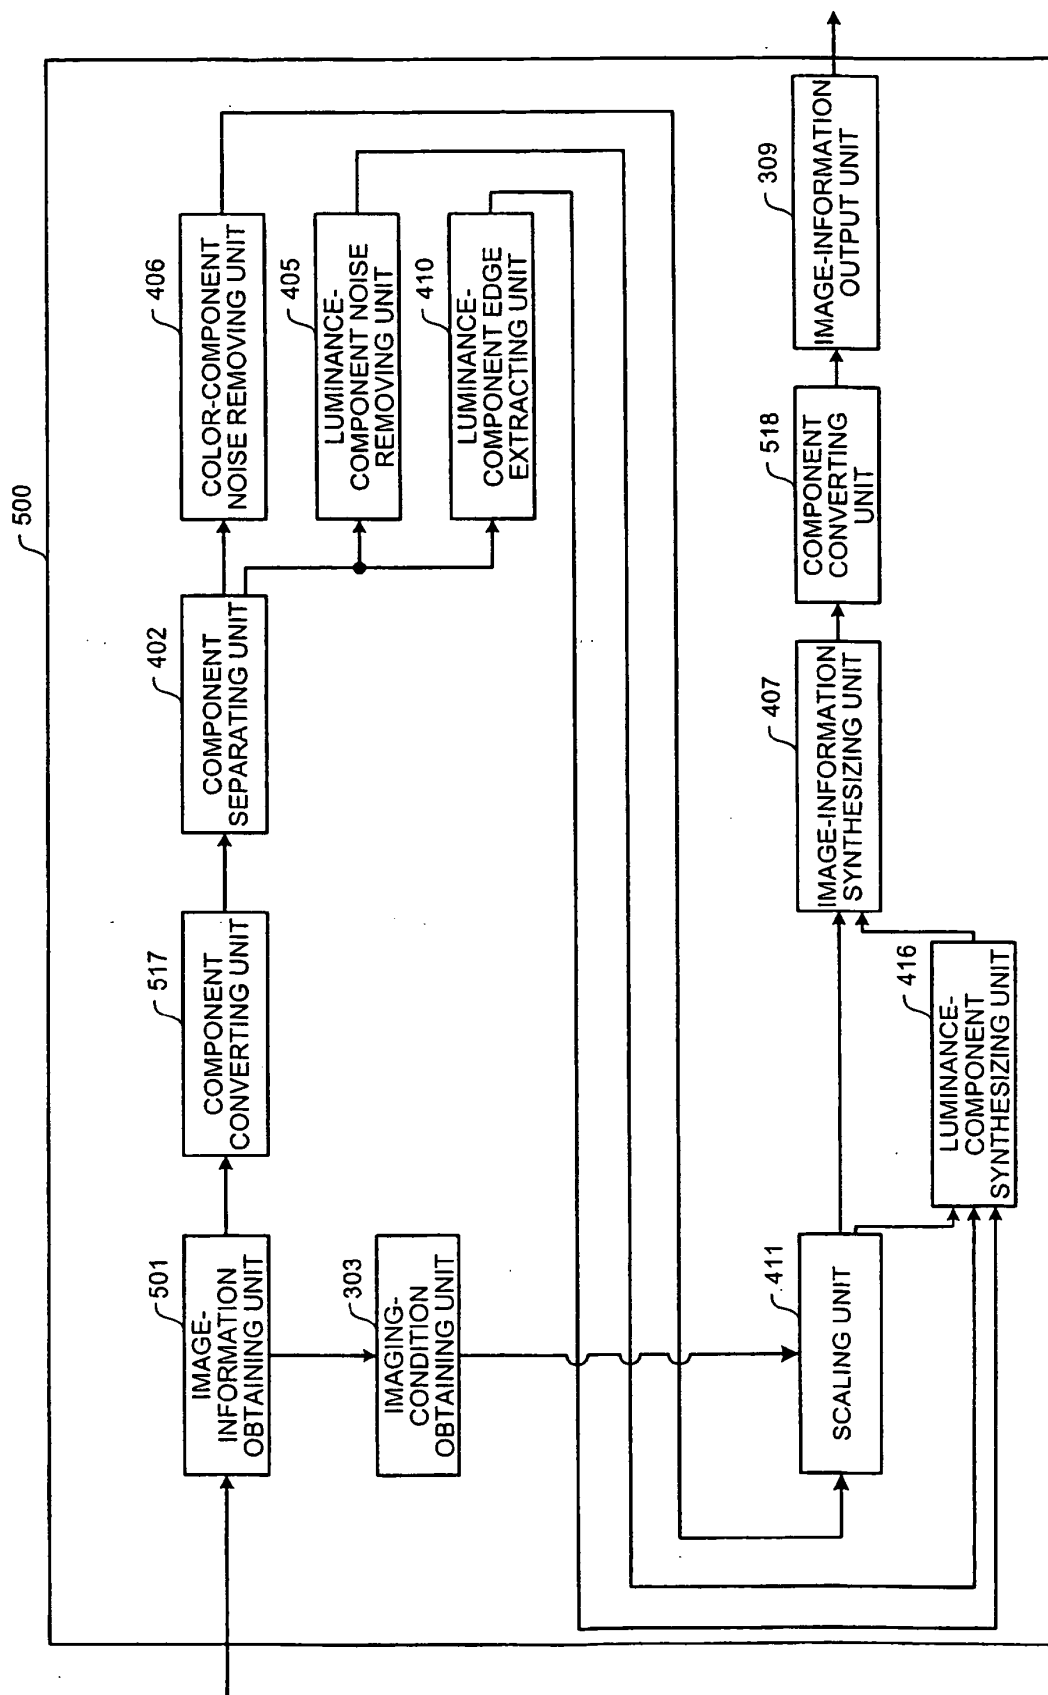 500
501
IMAGE-
INFORMATION
OBTAINING UNIT
517
COMPONENT
CONVERTING UNIT
402
COMPONENT
SEPARATING UNIT
406
COLOR-COMPONENT
NOISE REMOVING UNIT
405
LUMINANCE-
COMPONENT NOISE
REMOVING UNIT
410
LUMINANCE-
COMPONENT EDGE
EXTRACTING UNIT
303
IMAGING-
CONDITION
OBTAINING UNIT
411
SCALING UNIT
416
LUMINANCE-
COMPONENT
SYNTHESIZING UNIT
407
IMAGE-INFORMATION
SYNTHESIZING UNIT
518
COMPONENT
CONVERTING
UNIT
309
IMAGE-INFORMATION
OUTPUT UNIT